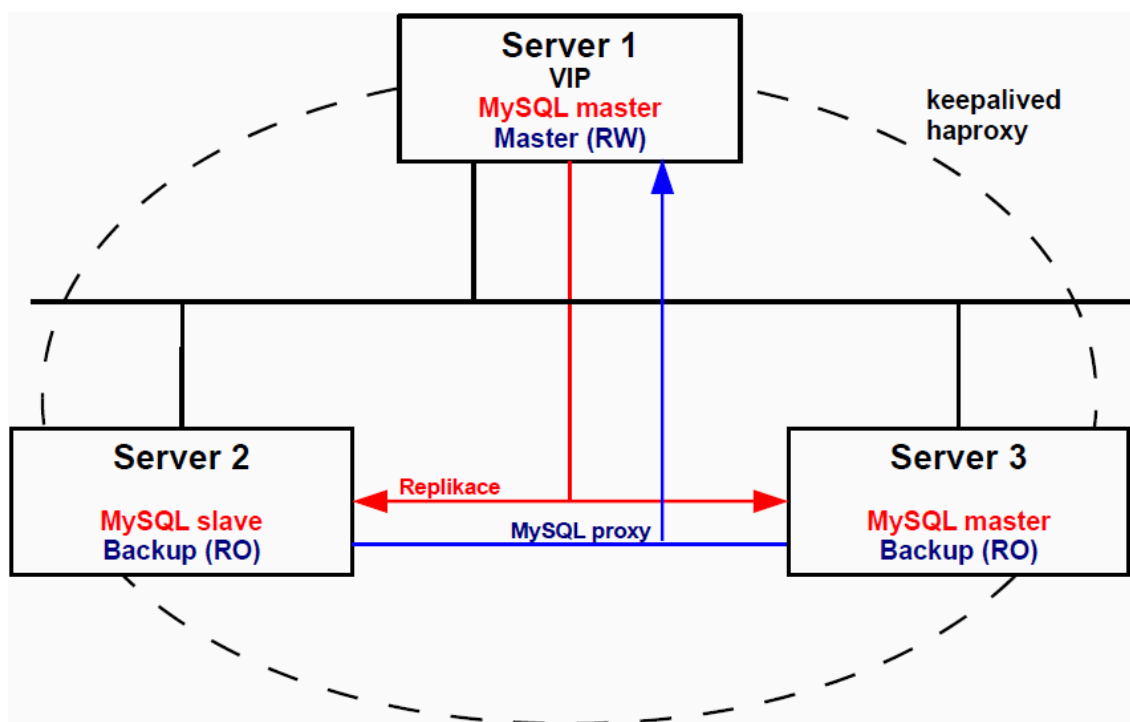 Server 1
VIP
MySQL master
Master (RW)
keepalived
haproxy
Server 2
MySQL slave
Backup (RO)
Replikace
MySQL proxy
Server 3
MySQL master
Backup (RO)